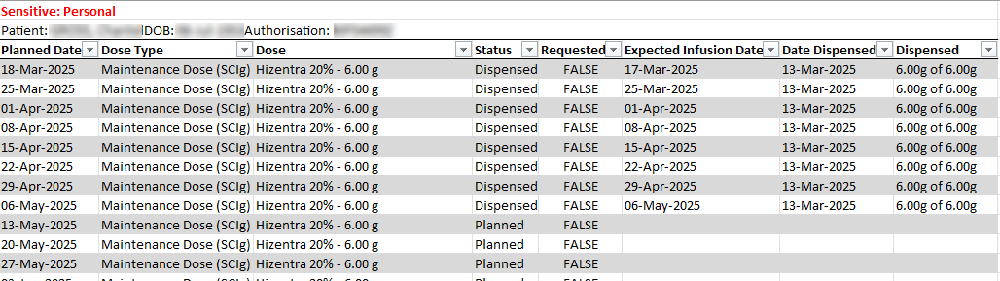 Sensitive: Personal
Patient: DOB: Authorisation:
Planned Date Dose Type Dose Status Requested Expected Infusion Date Date Dispensed Dispensed
18-Mar-2025 Maintenance Dose (SCIg) Hizentra 20% - 6.00 g Dispensed FALSE 17-Mar-2025 13-Mar-2025 6.00g of 6.00g
25-Mar-2025 Maintenance Dose (SCIg) Hizentra 20% - 6.00 g Dispensed FALSE 25-Mar-2025 13-Mar-2025 6.00g of 6.00g
01-Apr-2025 Maintenance Dose (SCIg) Hizentra 20% - 6.00 g Dispensed FALSE 01-Apr-2025 13-Mar-2025 6.00g of 6.00g
08-Apr-2025 Maintenance Dose (SCIg) Hizentra 20% - 6.00 g Dispensed FALSE 08-Apr-2025 13-Mar-2025 6.00g of 6.00g
15-Apr-2025 Maintenance Dose (SCIg) Hizentra 20% - 6.00 g Dispensed FALSE 15-Apr-2025 13-Mar-2025 6.00g of 6.00g
22-Apr-2025 Maintenance Dose (SCIg) Hizentra 20% - 6.00 g Dispensed FALSE 22-Apr-2025 13-Mar-2025 6.00g of 6.00g
29-Apr-2025 Maintenance Dose (SCIg) Hizentra 20% - 6.00 g Dispensed FALSE 29-Apr-2025 13-Mar-2025 6.00g of 6.00g
06-May-2025 Maintenance Dose (SCIg) Hizentra 20% - 6.00 g Dispensed FALSE 06-May-2025 13-Mar-2025 6.00g of 6.00g
13-May-2025 Maintenance Dose (SCIg) Hizentra 20% - 6.00 g Planned FALSE
20-May-2025 Maintenance Dose (SCIg) Hizentra 20% - 6.00 g Planned FALSE
27-May-2025 Maintenance Dose (SCIg) Hizentra 20% - 6.00 g Planned FALSE